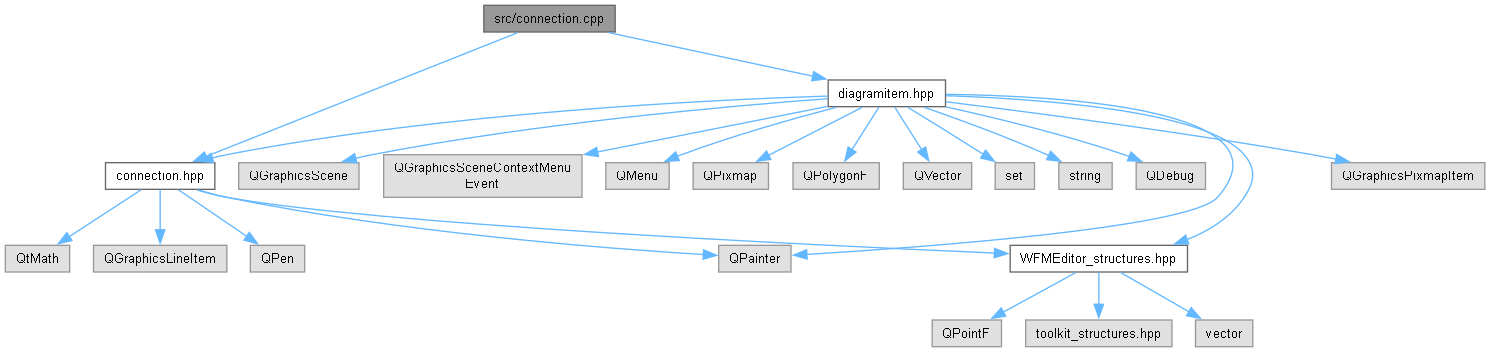 src/connection.cpp
diagramitem.hpp
connection.hpp
QGraphicsScene
QGraphicsSceneContextMenu
Event
QMenu
QPixmap
QPolygonF
QVector
set
string
QDebug
QGraphicsPixmapItem
QtMath
QGraphicsLineItem
QPen
QPainter
WFMEditor_structures.hpp
QPointF
toolkit_structures.hpp
vector